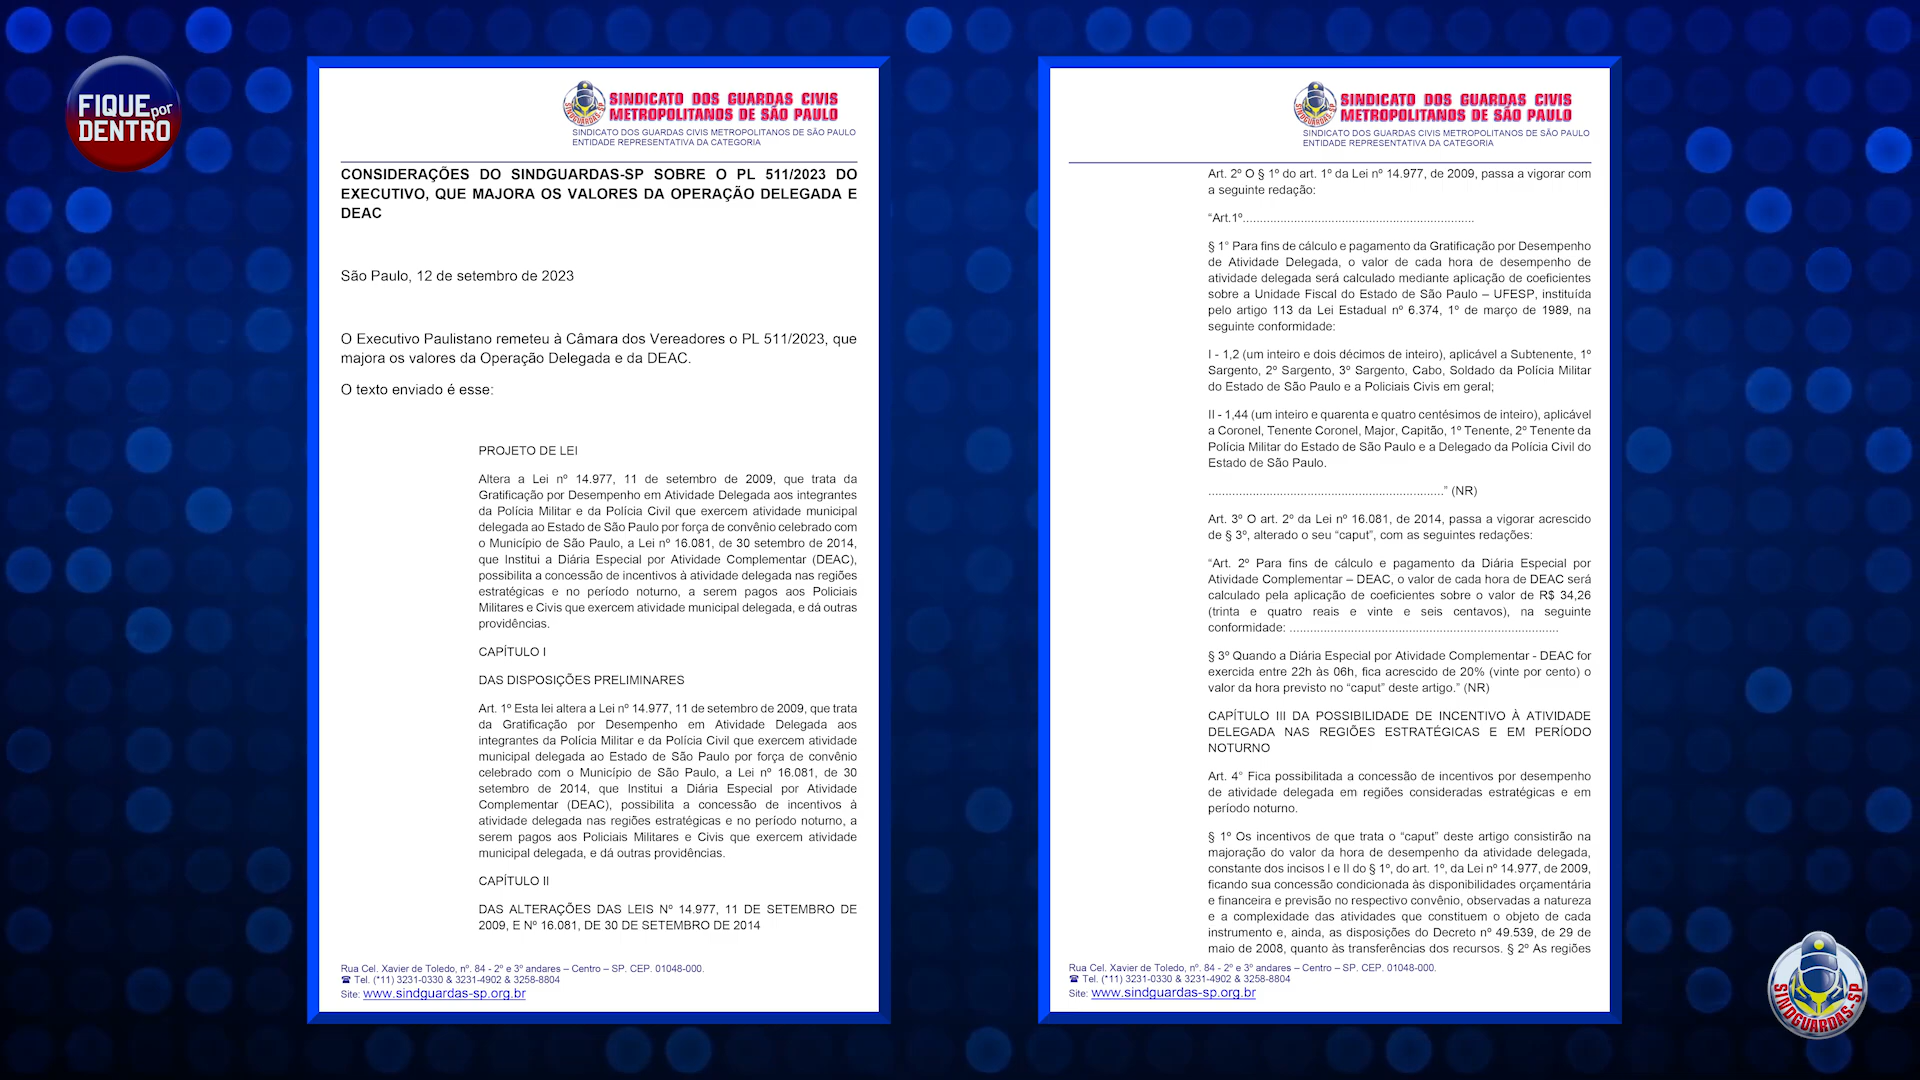 FIQUE por
DENTRO
SINDICATO DOS GUARDAS CIVIS
METROPOLITANOS DE SÃO PAULO
SINDICATO DOS GUARDAS CIVIS METROPOLITANOS DE SÃO PAULO
ENTIDADE REPRESENTATIVA DA CATEGORIA
CONSIDERAÇÕES DO SINDGUARDAS-SP SOBRE O PL 511/2023 DO
EXECUTIVO, QUE MAJORA OS VALORES DA OPERAÇÃO DELEGADA E
DEAC
São Paulo, 12 de setembro de 2023
O Executivo Paulistano remeteu à Câmara dos Vereadores o PL 511/2023, que
majora os valores da Operação Delegada e da DEAC.
O texto enviado é esse:
PROJETO DE LEI
Altera a Lei nº 14.977, 11 de setembro de 2009, que trata da
Gratificação por Desempenho em Atividade Delegada aos integrantes
da Polícia Militar e da Polícia Civil que exercem atividade municipal
delegada ao Estado de São Paulo por força de convênio celebrado com
o Município de São Paulo, a Lei nº 16.081, de 30 setembro de 2014,
que Institui a Diária Especial por Atividade Complementar (DEAC),
possibilita a concessão de incentivos à atividade delegada nas regiões
estratégicas e no período noturno, a serem pagos aos Policiais
Militares e Civis que exercem atividade municipal delegada, e dá outras
providências.
CAPÍTULO I
DAS DISPOSIÇÕES PRELIMINARES
Art. 1º Esta lei altera a Lei nº 14.977, 11 de setembro de 2009, que trata
da Gratificação por Desempenho em Atividade Delegada aos
integrantes da Polícia Militar e da Polícia Civil que exercem atividade
municipal delegada ao Estado de São Paulo por força de convênio
celebrado com o Município de São Paulo, a Lei nº 16.081, de 30
setembro de 2014, que Institui a Diária Especial por Atividade
Complementar (DEAC), possibilita a concessão de incentivos à
atividade delegada nas regiões estratégicas e no período noturno, a
serem pagos aos Policiais Militares e Civis que exercem atividade
municipal delegada, e dá outras providências.
CAPÍTULO II
DAS ALTERAÇÕES DAS LEIS Nº 14.977, 11 DE SETEMBRO DE
2009, E Nº 16.081, DE 30 DE SETEMBRO DE 2014
Rua Cel. Xavier de Toledo, nº. 84 - 2º e 3º andares – Centro – SP. CEP. 01048-000.
☎ Tel. (*11) 3231-0330 & 3231-4902 & 3258-8804
Site: www.sindguardas-sp.org.br
SINDICATO DOS GUARDAS CIVIS
METROPOLITANOS DE SÃO PAULO
SINDICATO DOS GUARDAS CIVIS METROPOLITANOS DE SÃO PAULO
ENTIDADE REPRESENTATIVA DA CATEGORIA
Art. 2º O § 1º do art. 1º da Lei nº 14.977, de 2009, passa a vigorar com
a seguinte redação:
“Art.1º....................................................................
§ 1° Para fins de cálculo e pagamento da Gratificação por Desempenho
de Atividade Delegada, o valor de cada hora de desempenho de
atividade delegada será calculado mediante aplicação de coeficientes
sobre a Unidade Fiscal do Estado de São Paulo – UFESP, instituída
pelo artigo 113 da Lei Estadual nº 6.374, 1º de março de 1989, na
seguinte conformidade:
I - 1,2 (um inteiro e dois décimos de inteiro), aplicável a Subtenente, 1º
Sargento, 2º Sargento, 3º Sargento, Cabo, Soldado da Polícia Militar
do Estado de São Paulo e a Policiais Civis em geral;
II - 1,44 (um inteiro e quarenta e quatro centésimos de inteiro), aplicável
a Coronel, Tenente Coronel, Major, Capitão, 1º Tenente, 2º Tenente da
Polícia Militar do Estado de São Paulo e a Delegado da Polícia Civil do
Estado de São Paulo.
.....................................................................” (NR)
Art. 3º O art. 2º da Lei nº 16.081, de 2014, passa a vigorar acrescido
de § 3º, alterado o seu “caput”, com as seguintes redações:
“Art. 2º Para fins de cálculo e pagamento da Diária Especial por
Atividade Complementar – DEAC, o valor de cada hora de DEAC será
calculado pela aplicação de coeficientes sobre o valor de R$ 34,26
(trinta e quatro reais e vinte e seis centavos), na seguinte
conformidade: ...............................................................................
§ 3º Quando a Diária Especial por Atividade Complementar - DEAC for
exercida entre 22h às 06h, fica acrescido de 20% (vinte por cento) o
valor da hora previsto no “caput” deste artigo.” (NR)
CAPÍTULO III DA POSSIBILIDADE DE INCENTIVO À ATIVIDADE
DELEGADA NAS REGIÕES ESTRATÉGICAS E EM PERÍODO
NOTURNO
Art. 4° Fica possibilitada a concessão de incentivos por desempenho
de atividade delegada em regiões consideradas estratégicas e em
período noturno.
§ 1º Os incentivos de que trata o “caput” deste artigo consistirão na
majoração do valor da hora de desempenho da atividade delegada,
constante dos incisos I e II do § 1º, do art. 1º, da Lei nº 14.977, de 2009,
ficando sua concessão condicionada às disponibilidades orçamentária
e financeira e previsão no respectivo convênio, observadas a natureza
e a complexidade das atividades que constituem o objeto de cada
instrumento e, ainda, as disposições do Decreto nº 49.539, de 29 de
maio de 2008, quanto às transferências dos recursos. § 2º As regiões
Rua Cel. Xavier de Toledo, nº. 84 - 2º e 3º andares – Centro – SP. CEP. 01048-000.
☎ Tel. (*11) 3231-0330 & 3231-4902 & 3258-8804
Site: www.sindguardas-sp.org.br
SINDGUARDAS-SP